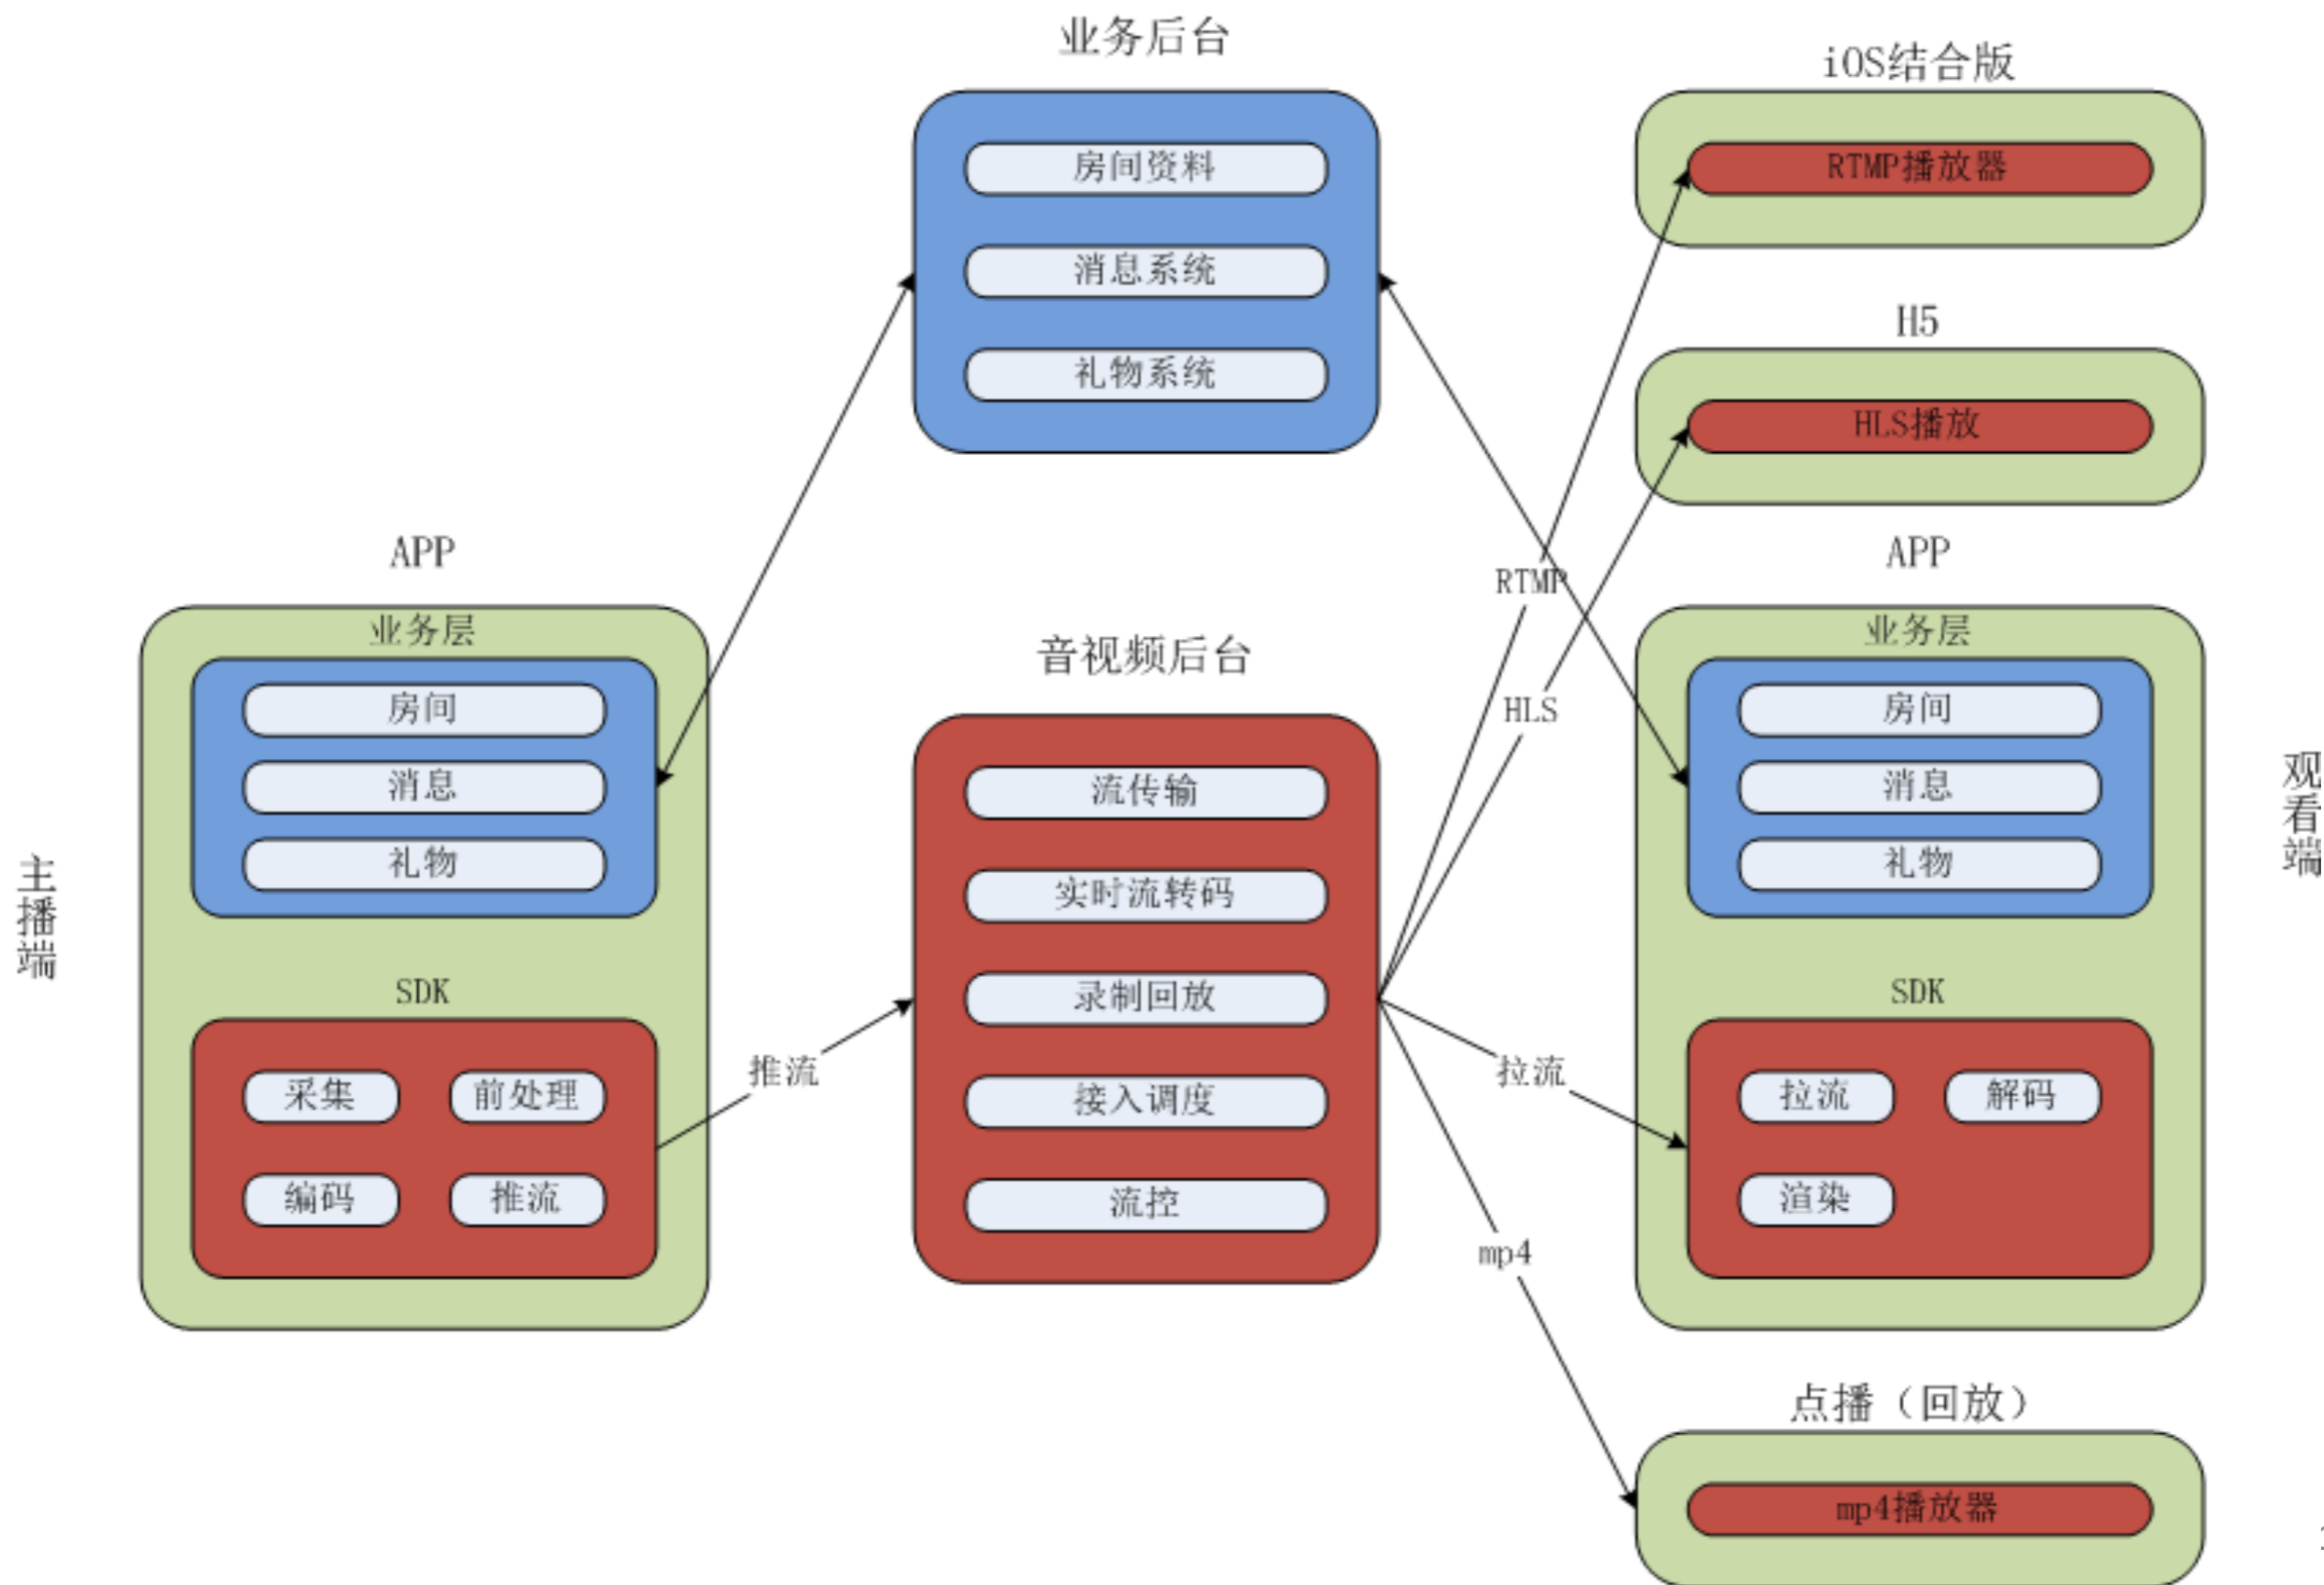 业务后台
房间资料
消息系统
礼物系统
iOS结合版
RTMP播放器
H5
HLS播放
主播端
APP
业务层
房间
消息
礼物
SDK
采集
前处理
编码
推流
推流
音视频后台
流传输
实时流转码
录制回放
接入调度
流控
RTMP
HLS
拉流
mp4
APP
业务层
房间
消息
礼物
SDK
拉流
解码
渲染
观看端
点播（回放）
mp4播放器